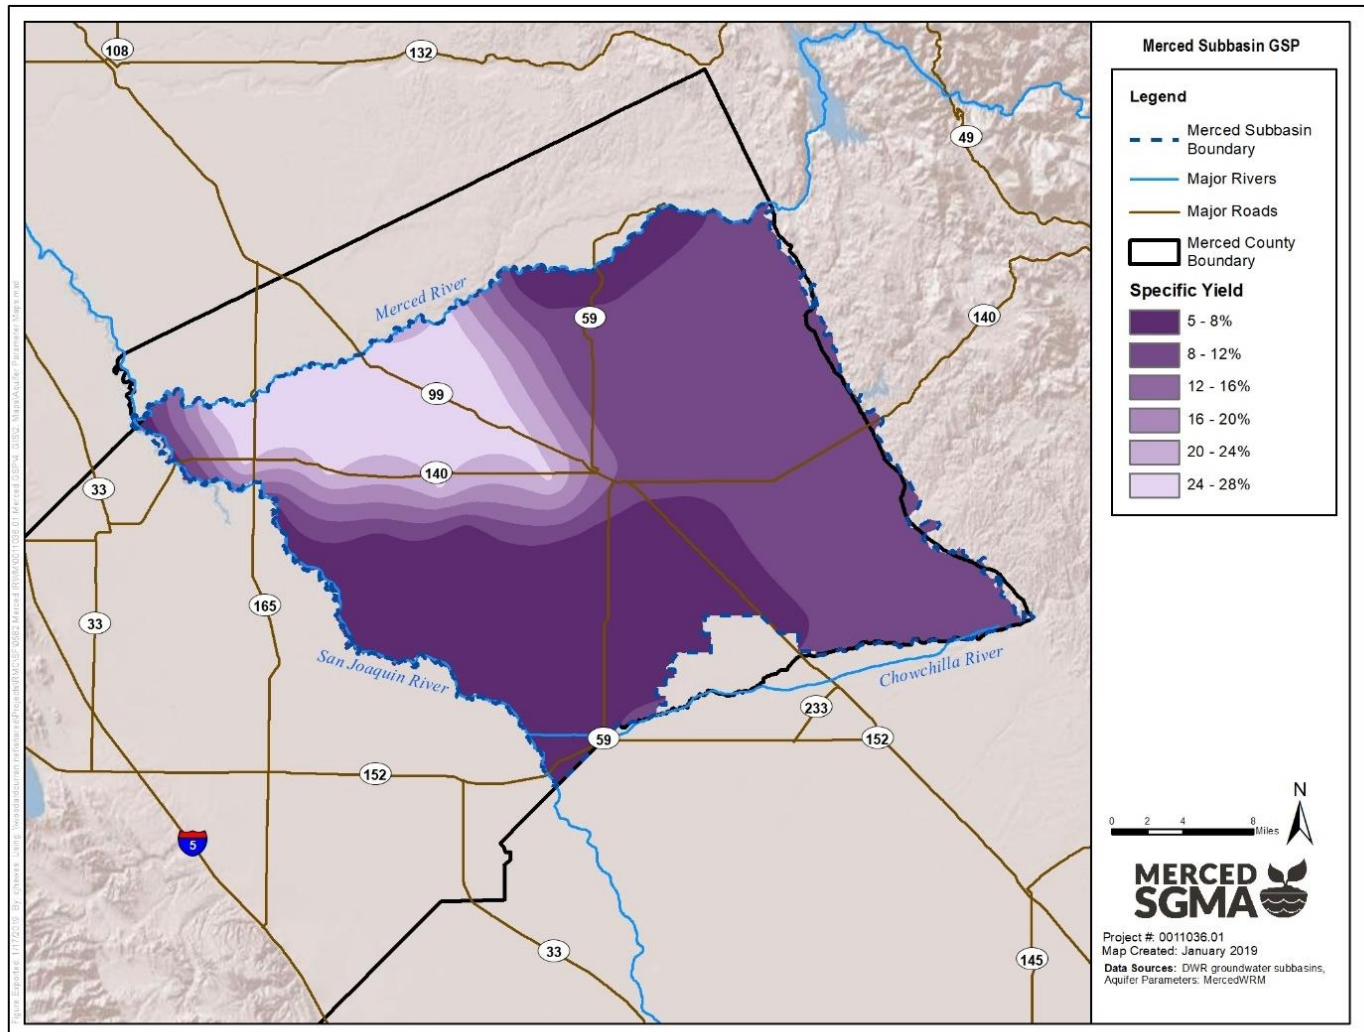 Merced Subbasin GSP
Legend
Merced Subbasin
Boundary
Major Rivers
Major Roads
Merced County
Boundary
Specific Yield
5 - 8%
8 - 12%
12 - 16%
16 - 20%
20 - 24%
24 - 28%
108
132
49
Merced River
59
140
99
140
33
165
33
San Joaquin River
Chowchilla River
233
59
152
152
5
33
145
N
0 2 4 8
Miles
MERCED
SGMA
Project #: 0011036.01
Map Created: January 2019
Data Sources: DWR groundwater subbasins,
Aquifer Parameters: MercedWRM